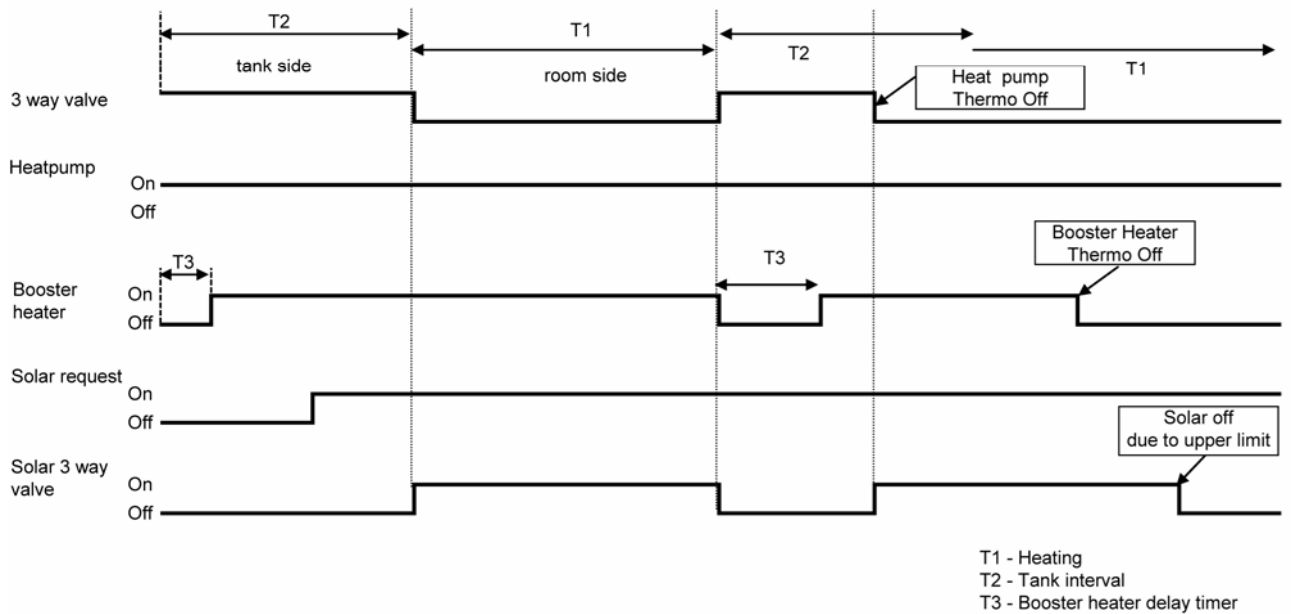 T2
T1
T2
T1
tank side
room side
Heat pump
Thermo Off
3 way valve
Heatpump
On
Off
Booster Heater
Thermo Off
T3
T3
Booster
heater
On
Off
Solar request
On
Off
Solar off
due to upper limit
Solar 3 way
valve
On
Off
T1 - Heating
T2 - Tank interval
T3 - Booster heater delay timer